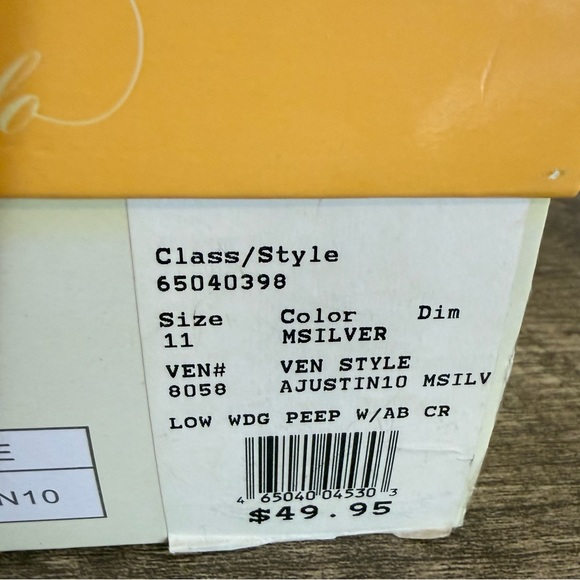 lo
Class/Style
65040398
Size Color Dim
11 MSILVER
VEN# VEN STYLE
8058 AJUSTIN10 MSILV
LOW WDG PEEP W/AB CR
E
N10
4 65040 04530 3
$49.95